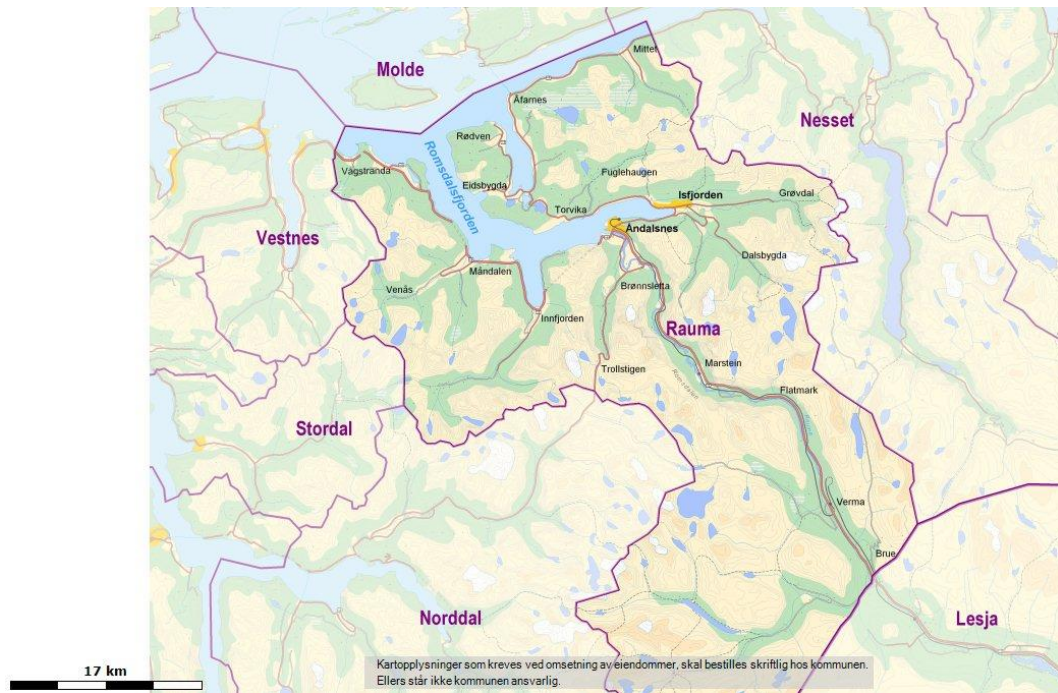 Molde
Mittet
Åfarnes
Nesset
Rødven
Romsdalsfjorden
Vågstranda
Fuglehaugen
Eidsbygda
Isfjorden
Grøvdal
Torvika
Åndalsnes
Vestnes
Dalsbygda
Måndalen
Venås
Brønnsletta
Innfjorden
Rauma
Marstein
Trollstigen
Flatmark
Stordal
Verma
Brue
Norddal
Lesja
17 km
Kartopplysninger som kreves ved omsetning av eiendommer, skal bestilles skriftlig hos kommunen.
Ellers står ikke kommunen ansvarlig.